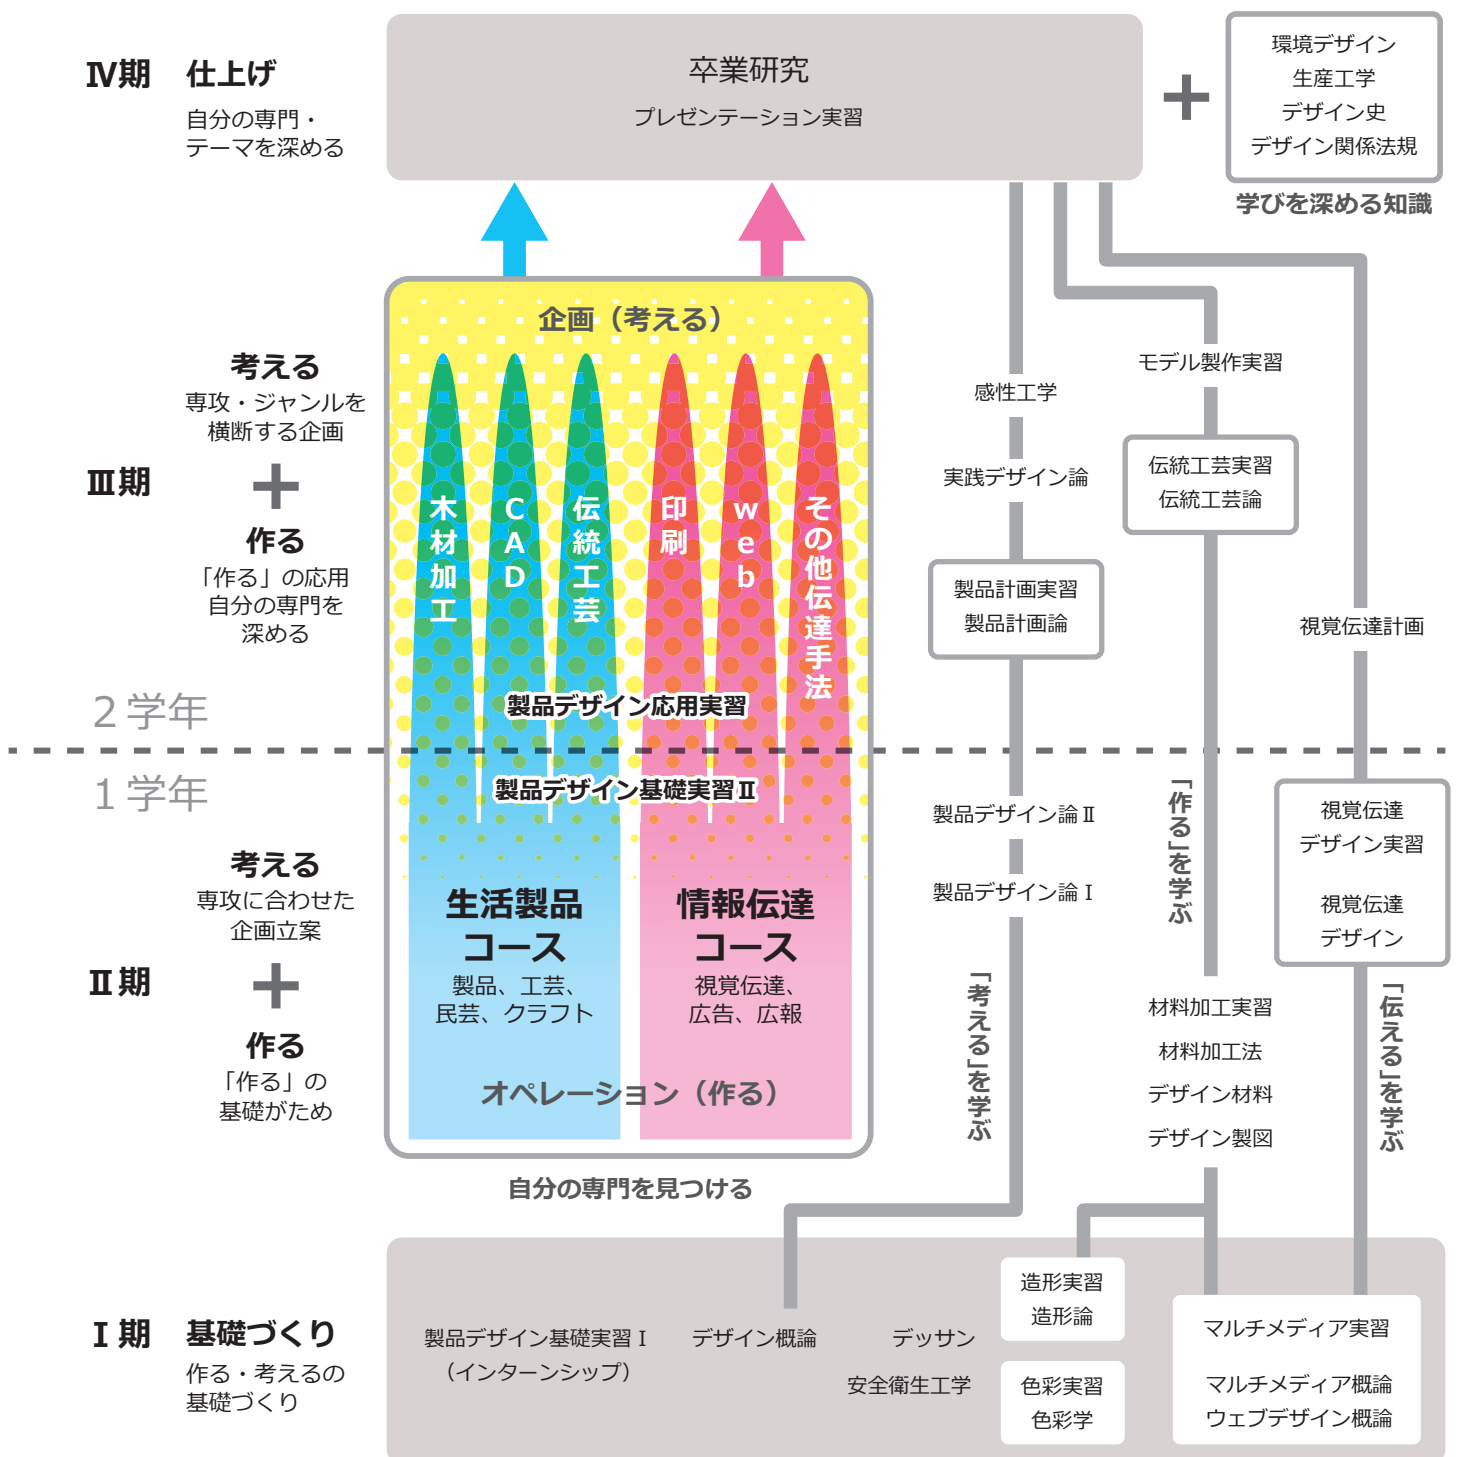 Ⅳ期 仕上げ
自分の専門・
テーマを深める
卒業研究
プレゼンテーション実習
環境デザイン
生産工学
デザイン史
デザイン関係法規
学びを深める知識
Ⅲ期
考える
専攻・ジャンルを
横断する企画
作る
「作る」の応用
自分の専門を
深める
企画（考える）
木材加工
CAD
伝統工芸
印刷
web
その他伝達手法
製品デザイン応用実習
感性工学
実践デザイン論
製品計画実習
製品計画論
モデル製作実習
伝統工芸実習
伝統工芸論
視覚伝達計画
２学年
１学年
製品デザイン基礎実習Ⅱ
Ⅱ期
考える
専攻に合わせた
企画立案
作る
「作る」の
基礎がため
生活製品
コース
製品、工芸、
民芸、クラフト
情報伝達
コース
視覚伝達、
広告、広報
オペレーション（作る）
自分の専門を見つける
製品デザイン論Ⅱ
製品デザイン論Ⅰ
「考える」を学ぶ
「作る」を学ぶ
材料加工実習
材料加工法
デザイン材料
デザイン製図
視覚伝達
デザイン実習
視覚伝達
デザイン
「伝える」を学ぶ
Ⅰ期 基礎づくり
作る・考えるの
基礎づくり
製品デザイン基礎実習Ⅰ
（インターンシップ）
デザイン概論
デッサン
安全衛生工学
造形実習
造形論
色彩実習
色彩学
マルチメディア実習
マルチメディア概論
ウェブデザイン概論